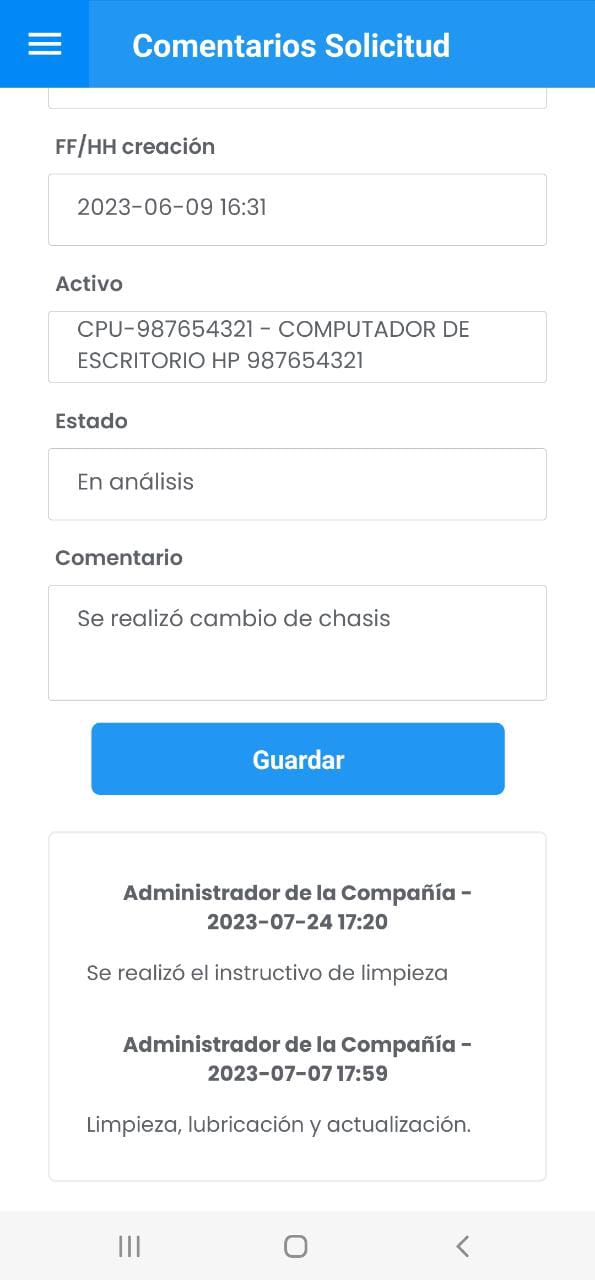 Comentarios Solicitud
FF/HH creación
2023-06-09 16:31
Activo
CPU-987654321 - COMPUTADOR DE
ESCRITORIO HP 987654321
Estado
En análisis
Comentario
Se realizó cambio de chasis
Guardar
Administrador de la Compañía -
2023-07-24 17:20
Se realizó el instructivo de limpieza
Administrador de la Compañía -
2023-07-07 17:59
Limpieza, lubricación y actualización.